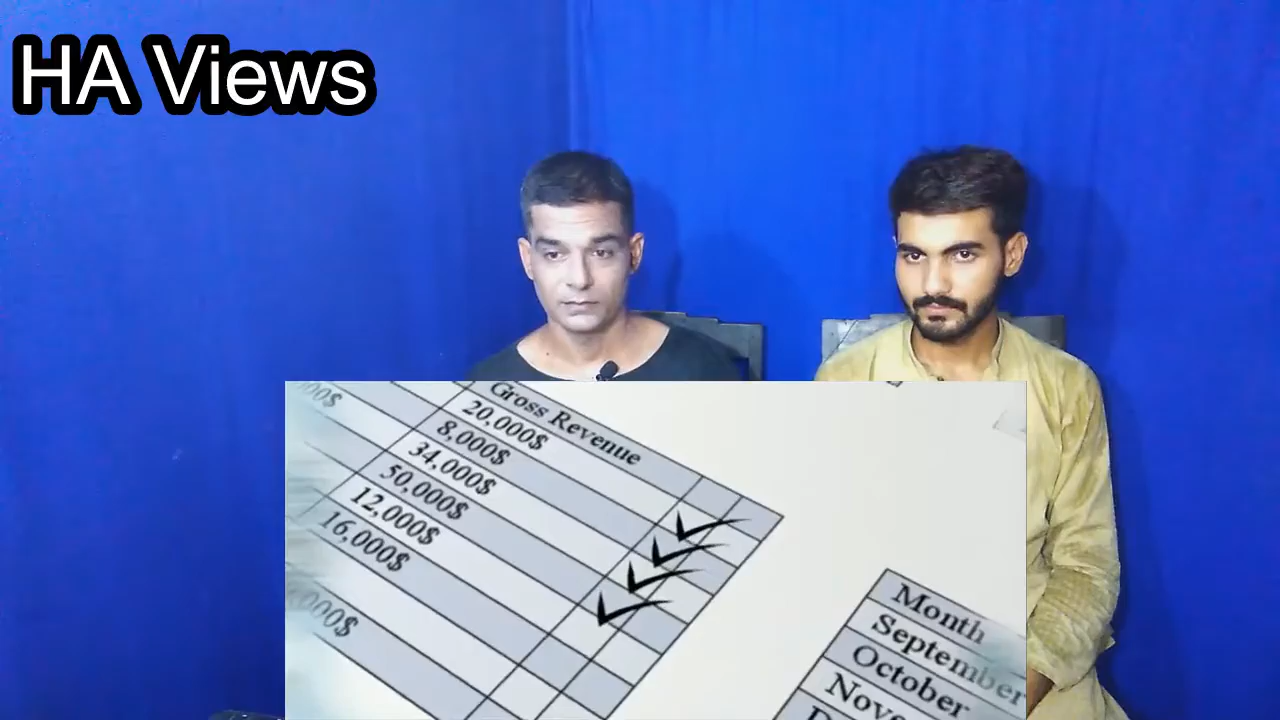 HA Views
Gross Revenue
20,000$
8,000$
34,000$
50,000$
12,000$
16,000$
Month
September
October